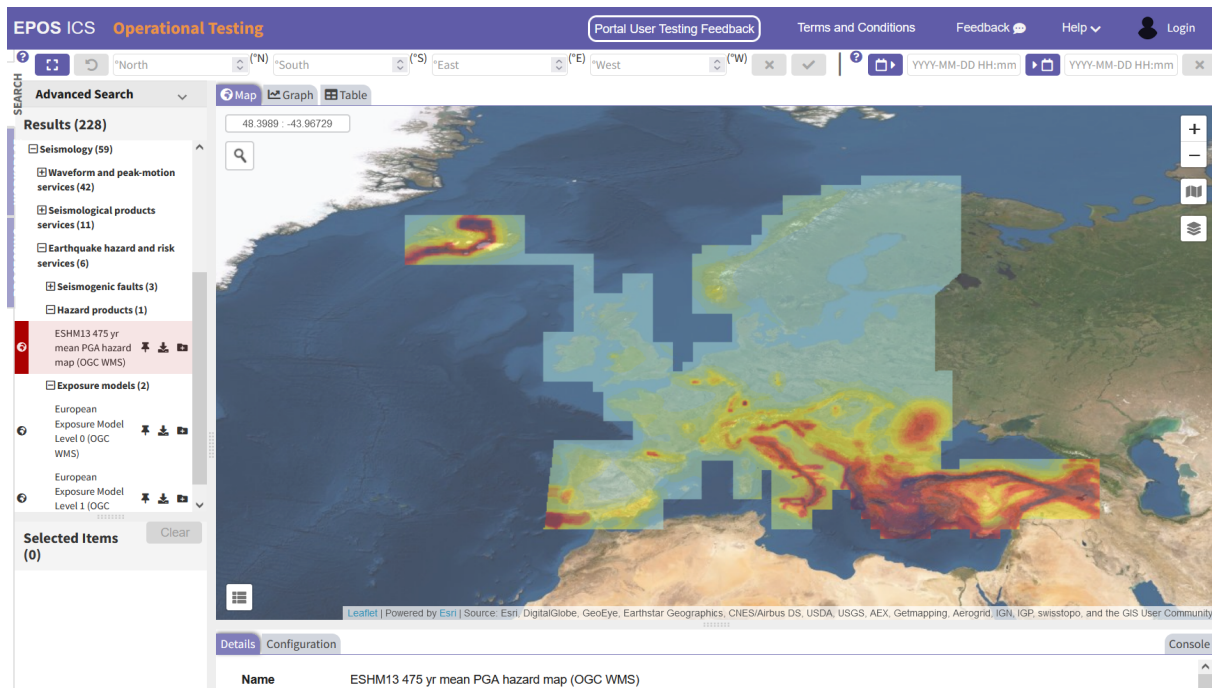 EPOS ICS Operational Testing
Portal User Testing Feedback
Terms and Conditions
Feedback
Help
Login
SEARCH
?
°North (°N)
°South (°S)
°East (°E)
°West (°W)
?
YYYY-MM-DD HH:mm
YYYY-MM-DD HH:mm
Advanced Search
Results (228)
Seismology (59)
Waveform and peak-motion
services (42)
Seismological products
services (11)
Earthquake hazard and risk
services (6)
Seismogenic faults (3)
Hazard products (1)
ESHM13 475 yr
mean PGA hazard
map (OGC WMS)
Exposure models (2)
European
Exposure Model
Level 0 (OGC
WMS)
European
Exposure Model
Level 1 (OGC
Selected Items
(0)
Clear
Map
Graph
Table
48.3989 : -43.96729
+
−
Leaflet | Powered by Esri | Source: Esri, DigitalGlobe, GeoEye, Earthstar Geographics, CNES/Airbus DS, USDA, USGS, AEX, Getmapping, Aerogrid, IGN, IGP, swisstopo, and the GIS User Community
Details
Configuration
Console
Name
ESHM13 475 yr mean PGA hazard map (OGC WMS)